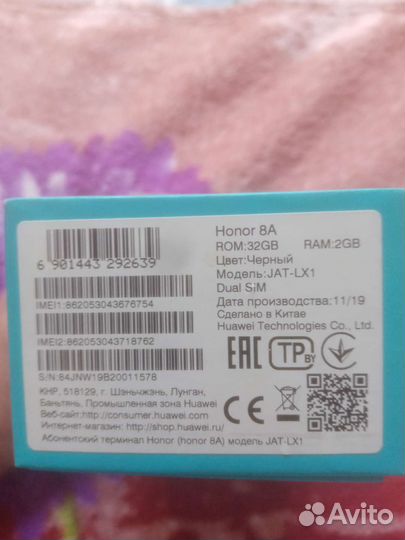 Honor 8A
ROM:32GB RAM:2GB
Цвет:Черный
Модель:JAT-LX1
Dual SiM
Дата производства:11/19
Сделано в Китае
Huawei Technologies Co., Ltd.
6 901443 292639
IMEI1:862053043676754
IMEI2:862053043718762
S/N:84JNW19B20011578
EAC TP BY
КНР, 518129, г. Шэньчжэнь, Лунган,
Баньтянь, Промышленная зона Huawei
Веб-сайт:http://consumer.huawei.com
Интернет-магазин: http://shop.huawei.ru/
CE
Абонентский терминал Honor (honor 8A) модель JAT-LX1
Avito